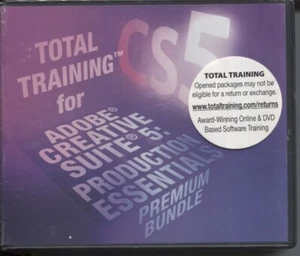 TOTAL
TRAINING™
for
CS5
ADOBE®
CREATIVE
SUITE® 5:
PRODUCTION
ESSENTIALS
PREMIUM
BUNDLE
TOTAL TRAINING
Opened packages may not be
eligible for a return or exchange.
www.totaltraining.com/returns
Award-Winning Online & DVD
Based Software Training